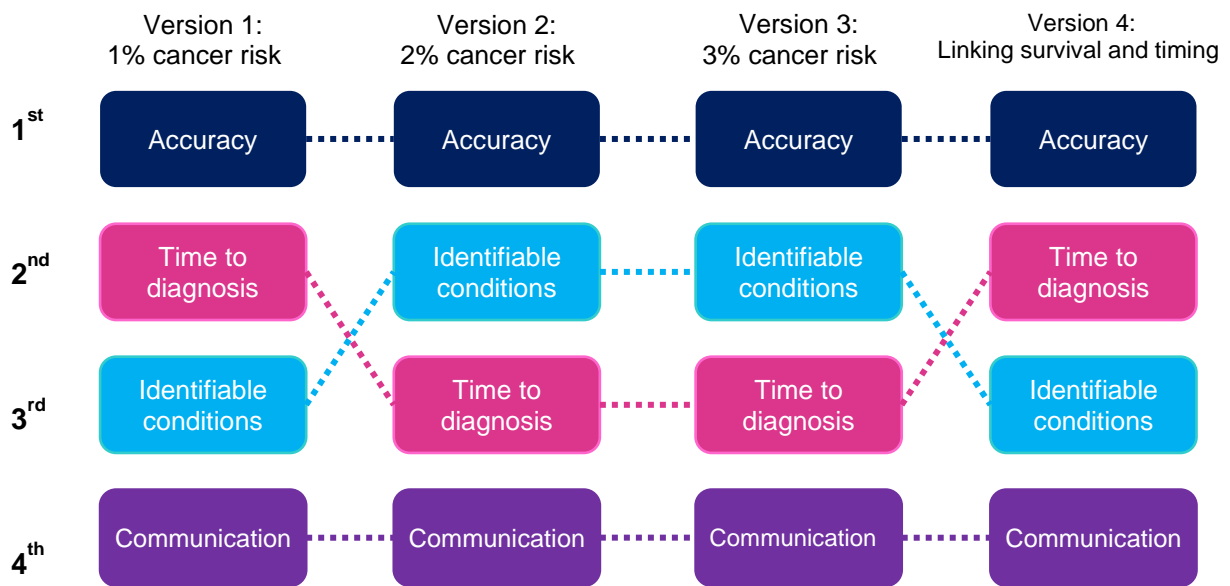 Version 1:
1% cancer risk
Version 2:
2% cancer risk
Version 3:
3% cancer risk
Version 4:
Linking survival and timing
1st
Accuracy
Accuracy
Accuracy
Accuracy
2nd
Time to
diagnosis
Identifiable
conditions
Identifiable
conditions
Time to
diagnosis
3rd
Identifiable
conditions
Time to
diagnosis
Time to
diagnosis
Identifiable
conditions
4th
Communication
Communication
Communication
Communication